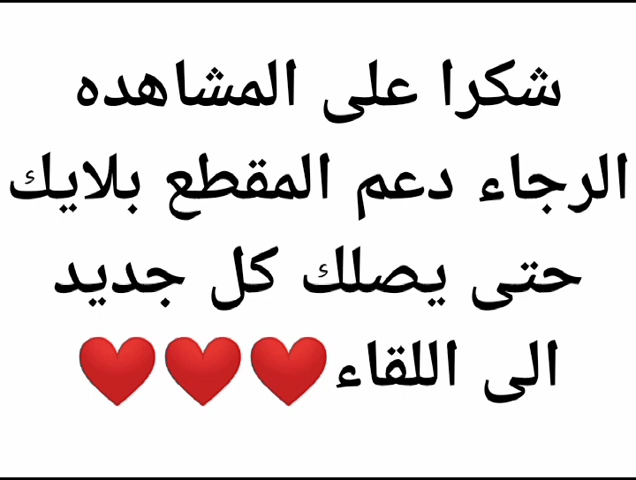 شكرا على المشاهده
الرجاء دعم المقطع بلايك
حتى يصلك كل جديد
الى اللقاء❤️❤️❤️